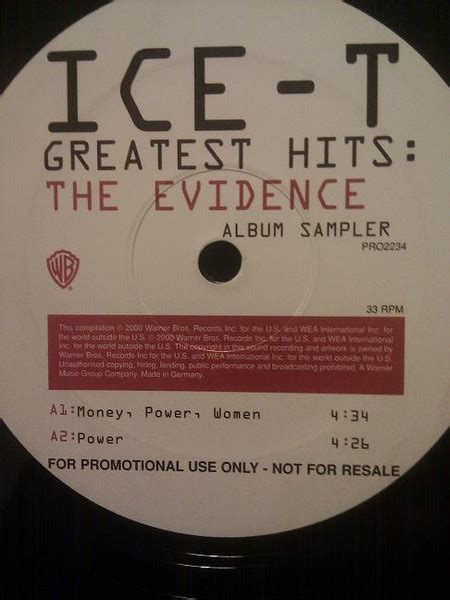 ICE-T
GREATEST HITS:
THE EVIDENCE
ALBUM SAMPLER
PRO2234
WB
33 RPM
This compilation ℗ 2000 Warner Bros. Records Inc. for the U.S. and WEA International Inc. for
the world outside the U.S. © 2000 Warner Bros. Records Inc. for the U.S. and WEA International
Inc. for the world outside the U.S. The copyright in this sound recording and artwork is owned by
Warner Bros. Records Inc for the U.S. and WEA International Inc. for the world outside the U.S.
Unauthorised copying, hiring, lending, public performance and broadcasting prohibited. A Warner
Music Group Company. Made in Germany.
A1:Money, Power, Women 4:34
A2:Power 4:26
FOR PROMOTIONAL USE ONLY - NOT FOR RESALE